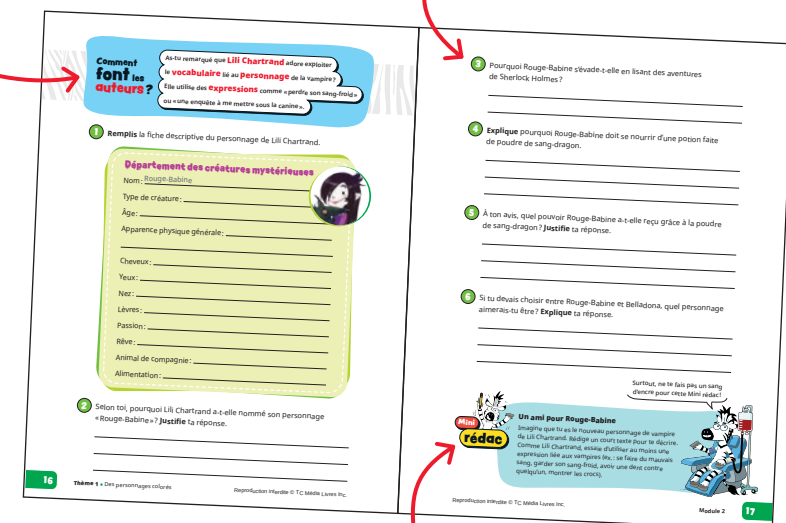 Comment
font les
auteurs ?
As-tu remarqué que Lili Chartrand adore exploiter
le vocabulaire lié au personnage de la vampire ?
Elle utilise des expressions comme « perdre son sang-froid »
ou « une enquête à me mettre sous la canine ».
1 Remplis la fiche descriptive du personnage de Lili Chartrand.
Département des créatures mystérieuses
Nom : Rouge-Babine
Type de créature :
Âge :
Apparence physique générale :
Cheveux :
Yeux :
Nez :
Lèvres :
Passion :
Rêve :
Animal de compagnie :
Alimentation :
2 Selon toi, pourquoi Lili Chartrand a-t-elle nommé son personnage
« Rouge-Babine » ? Justifie ta réponse.
16
Thème 1 • Des personnages colorés
Reproduction interdite © TC Média Livres Inc.
3 Pourquoi Rouge-Babine s'évade-t-elle en lisant des aventures
de Sherlock Holmes ?
4 Explique pourquoi Rouge-Babine doit se nourrir d'une potion faite
de poudre de sang-dragon.
5 À ton avis, quel pouvoir Rouge-Babine a-t-elle reçu grâce à la poudre
de sang-dragon ? Justifie ta réponse.
6 Si tu devais choisir entre Rouge-Babine et Belladona, quel personnage
aimerais-tu être ? Explique ta réponse.
Surtout, ne te fais pas un sang
d'encre pour cette Mini rédac !
Mini
rédac
Un ami pour Rouge-Babine
Imagine que tu es le nouveau personnage de vampire
de Lili Chartrand. Rédige un court texte pour te décrire.
Comme Lili Chartrand, essaie d'utiliser au moins une
expression liée aux vampires (ex. : se faire du mauvais
sang, garder son sang-froid, avoir une dent contre
quelqu'un, montrer les crocs).
Reproduction interdite © TC Média Livres Inc.
Module 2
17